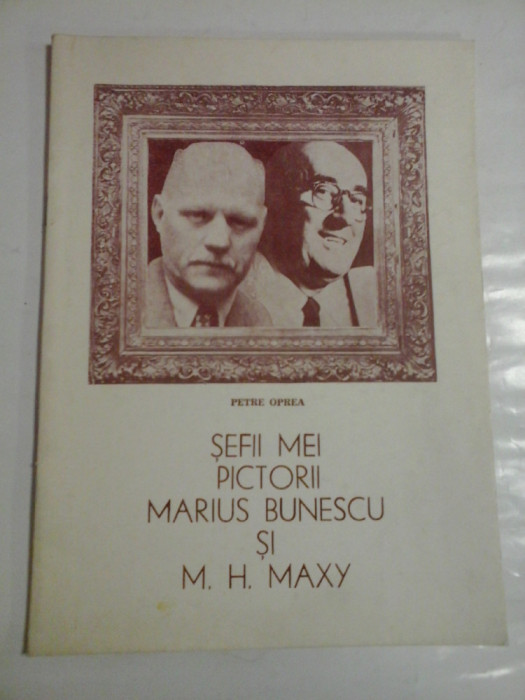 PETRE OPREA
ȘEFII MEI
PICTORII
MARIUS BUNESCU
ȘI
M. H. MAXY